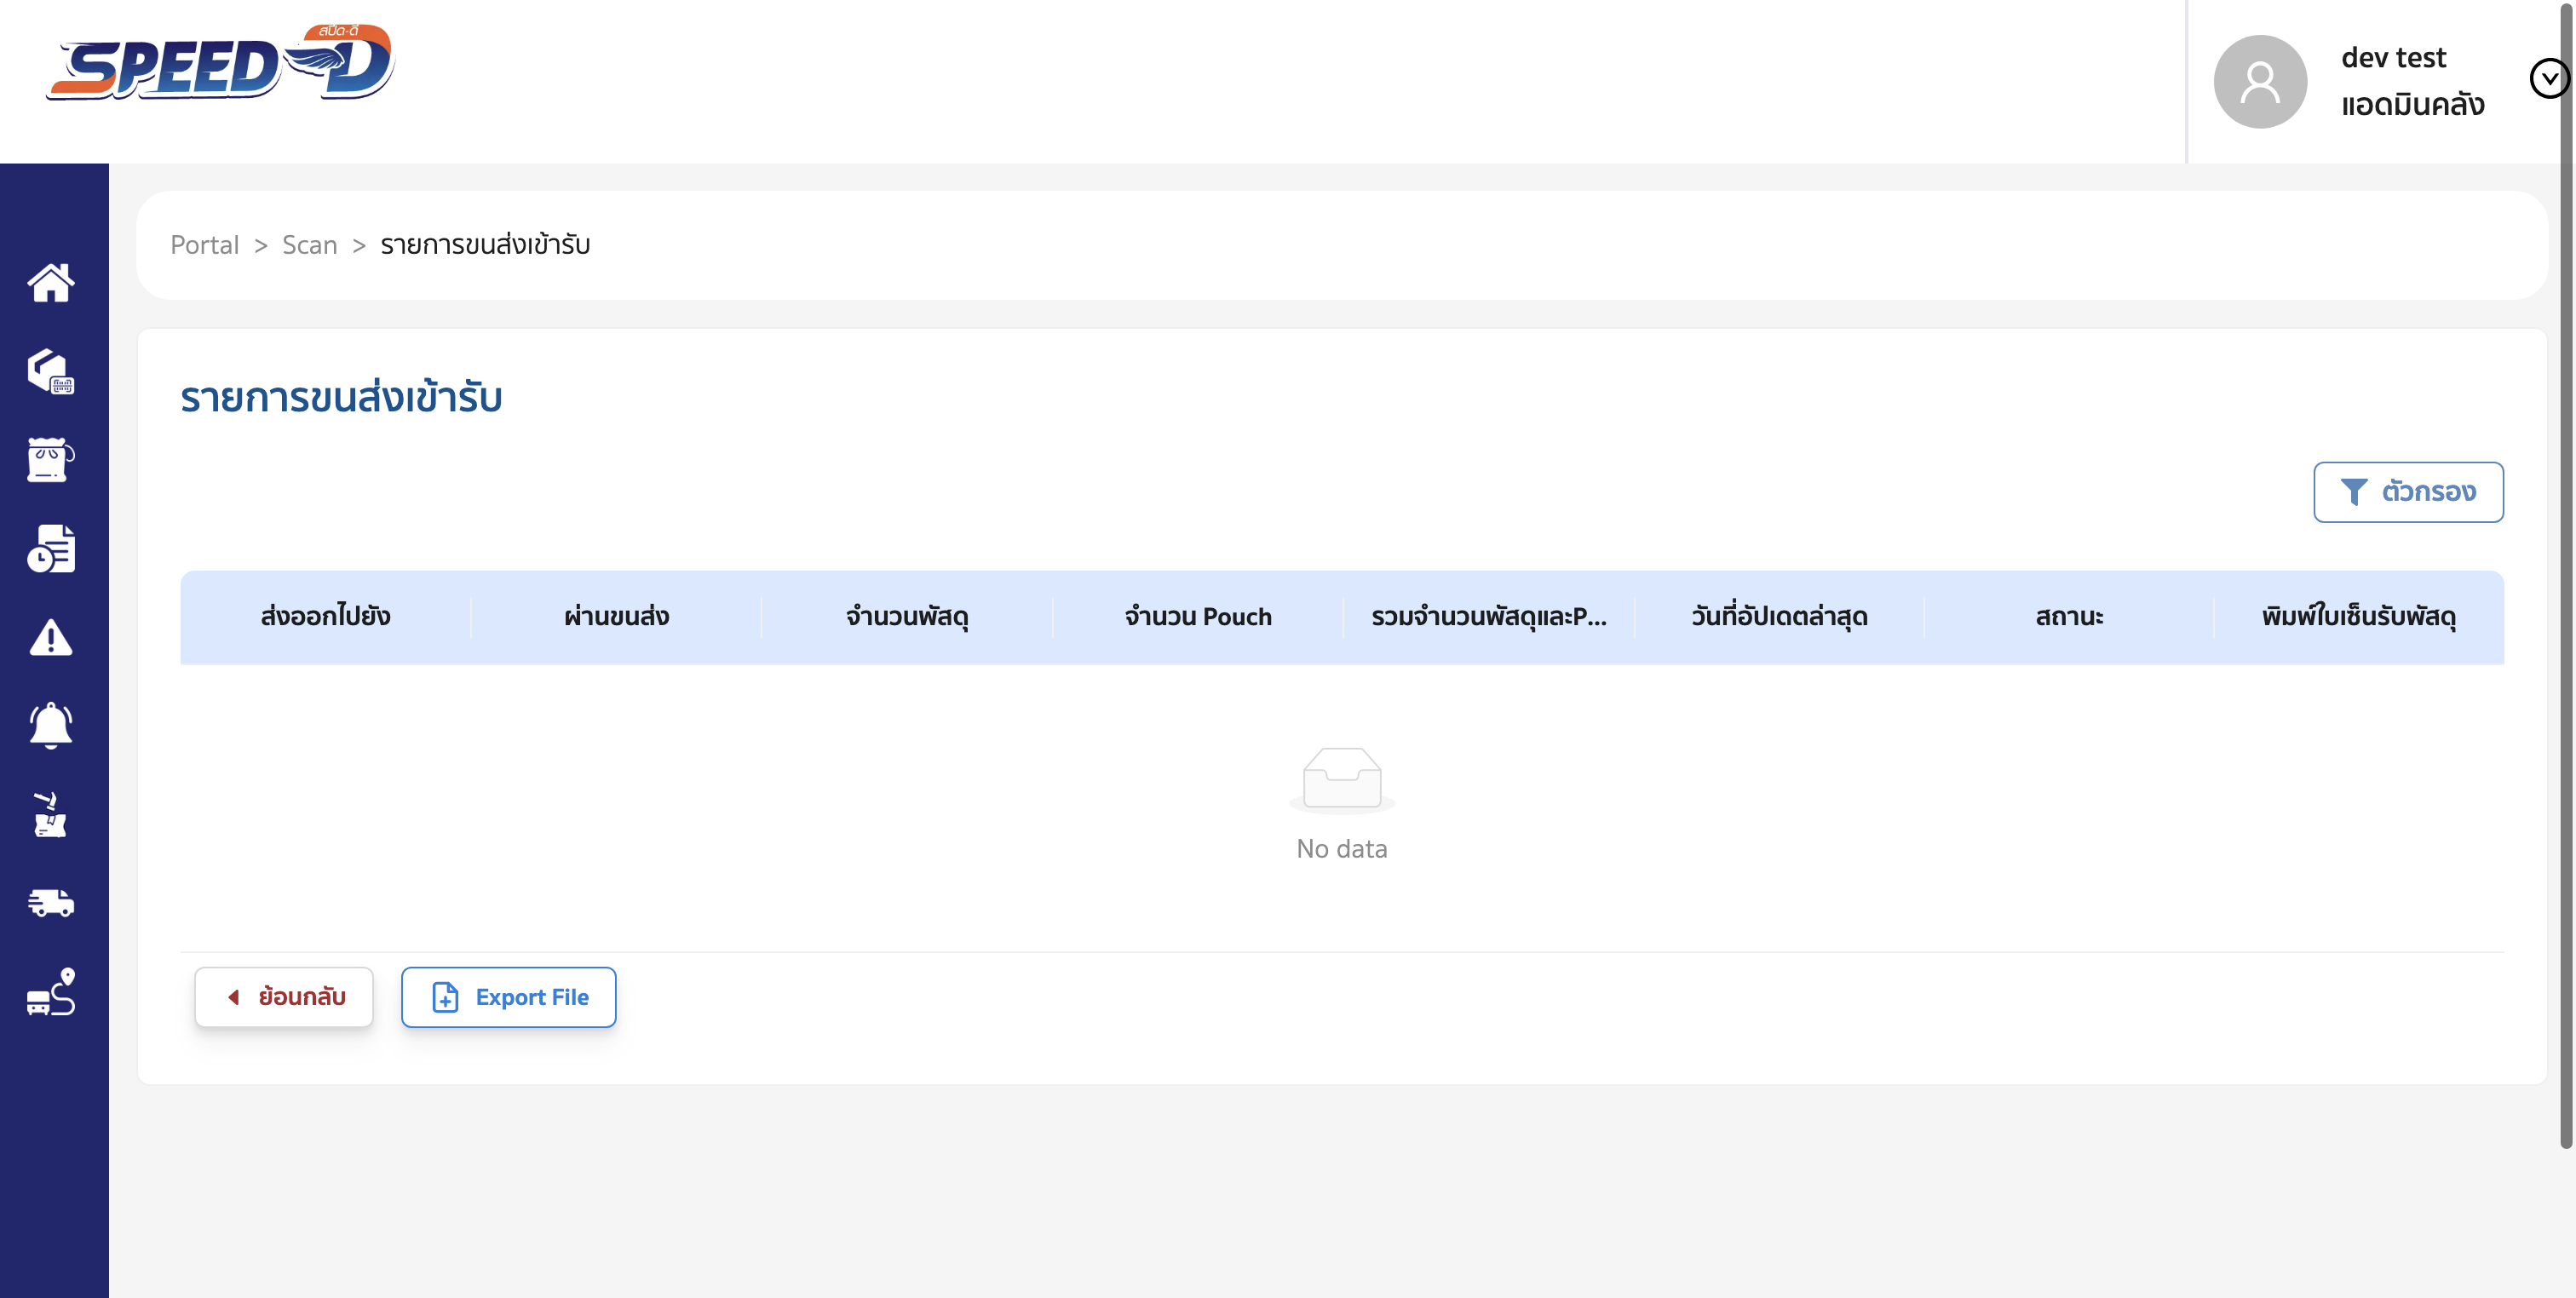 SPEED-D
สปีด-ดี
dev test
แอดมินคลัง
Portal > Scan > รายการขนส่งเข้ารับ
รายการขนส่งเข้ารับ
ตัวกรอง
ส่งออกไปยัง ผ่านขนส่ง จำนวนพัสดุ จำนวน Pouch รวมจำนวนพัสดุและP... วันที่อัปเดตล่าสุด สถานะ พิมพ์ใบเซ็นรับพัสดุ
No data
ย้อนกลับ Export File